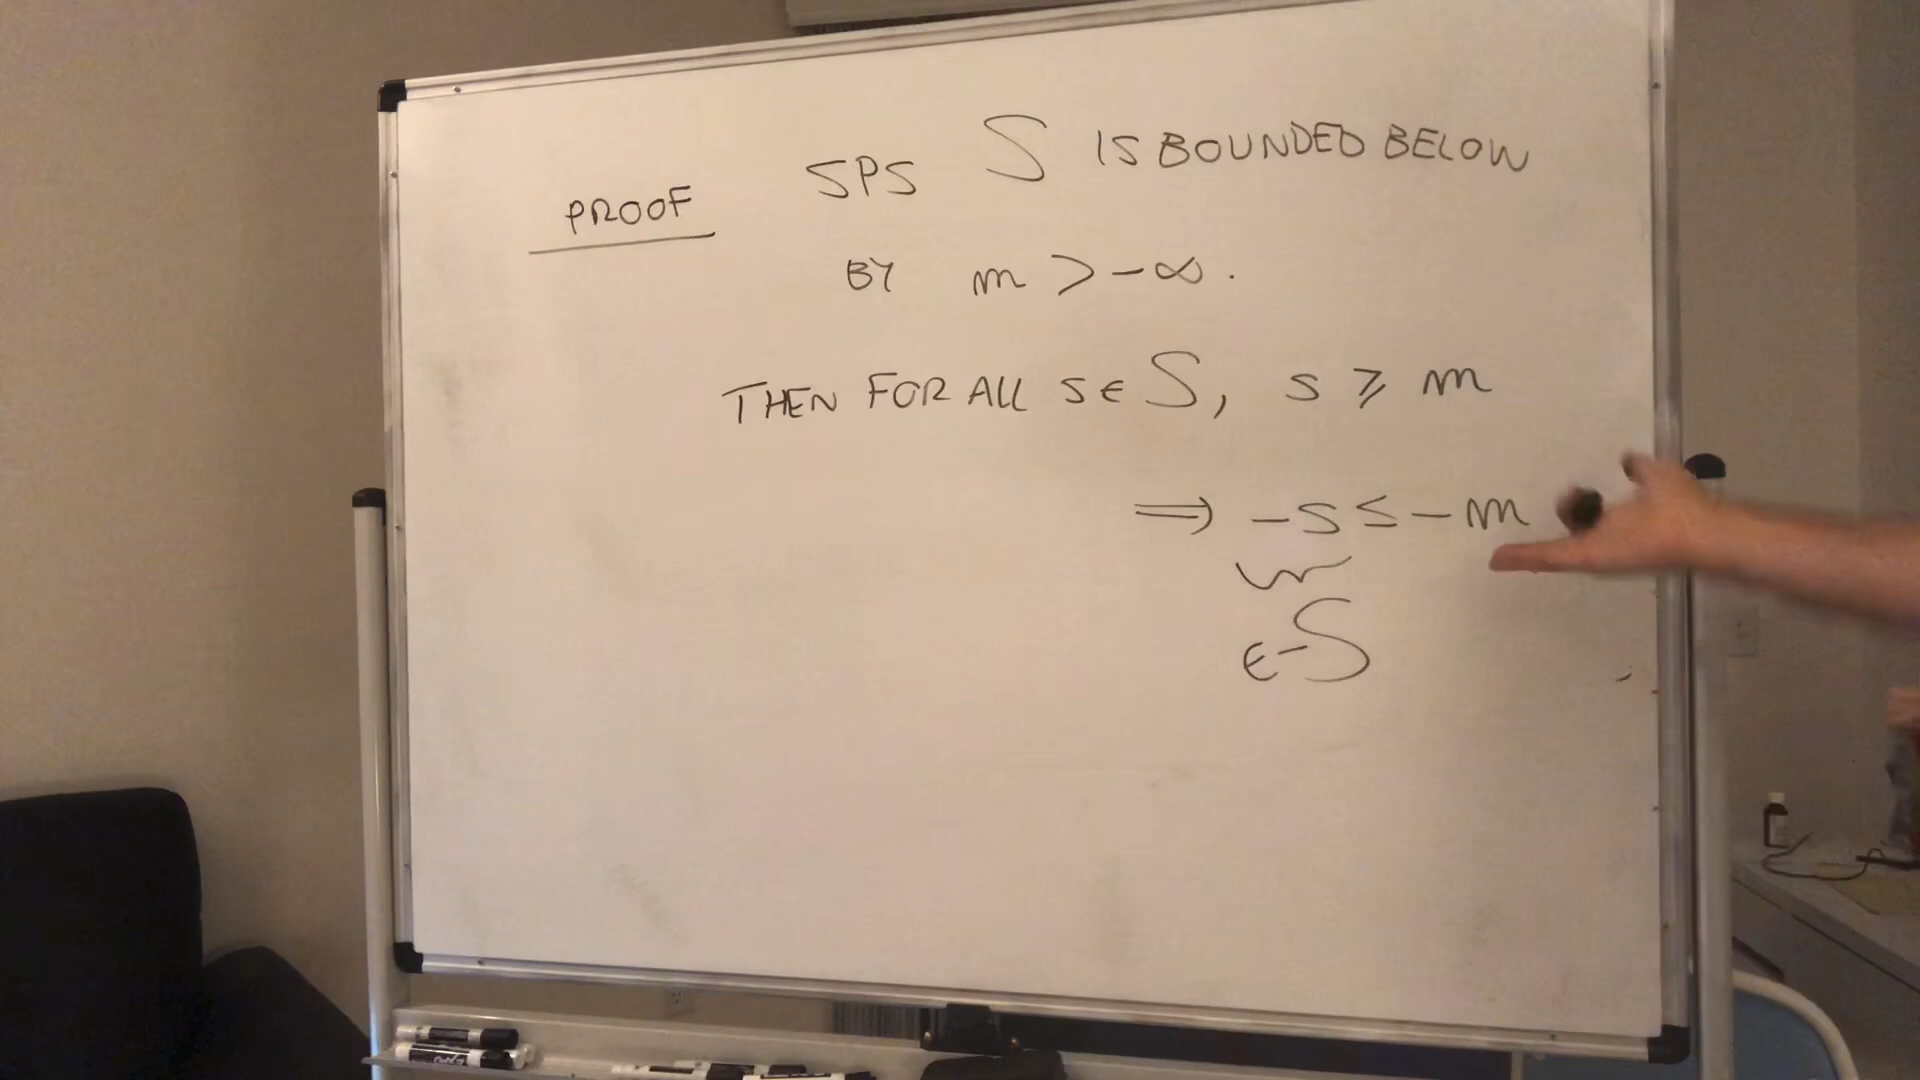 PROOF SPS S IS BOUNDED BELOW
BY m > -∞.
THEN FOR ALL s ∈ S, s ⩾ m
⟹ -s ≤ -m
∈ -S